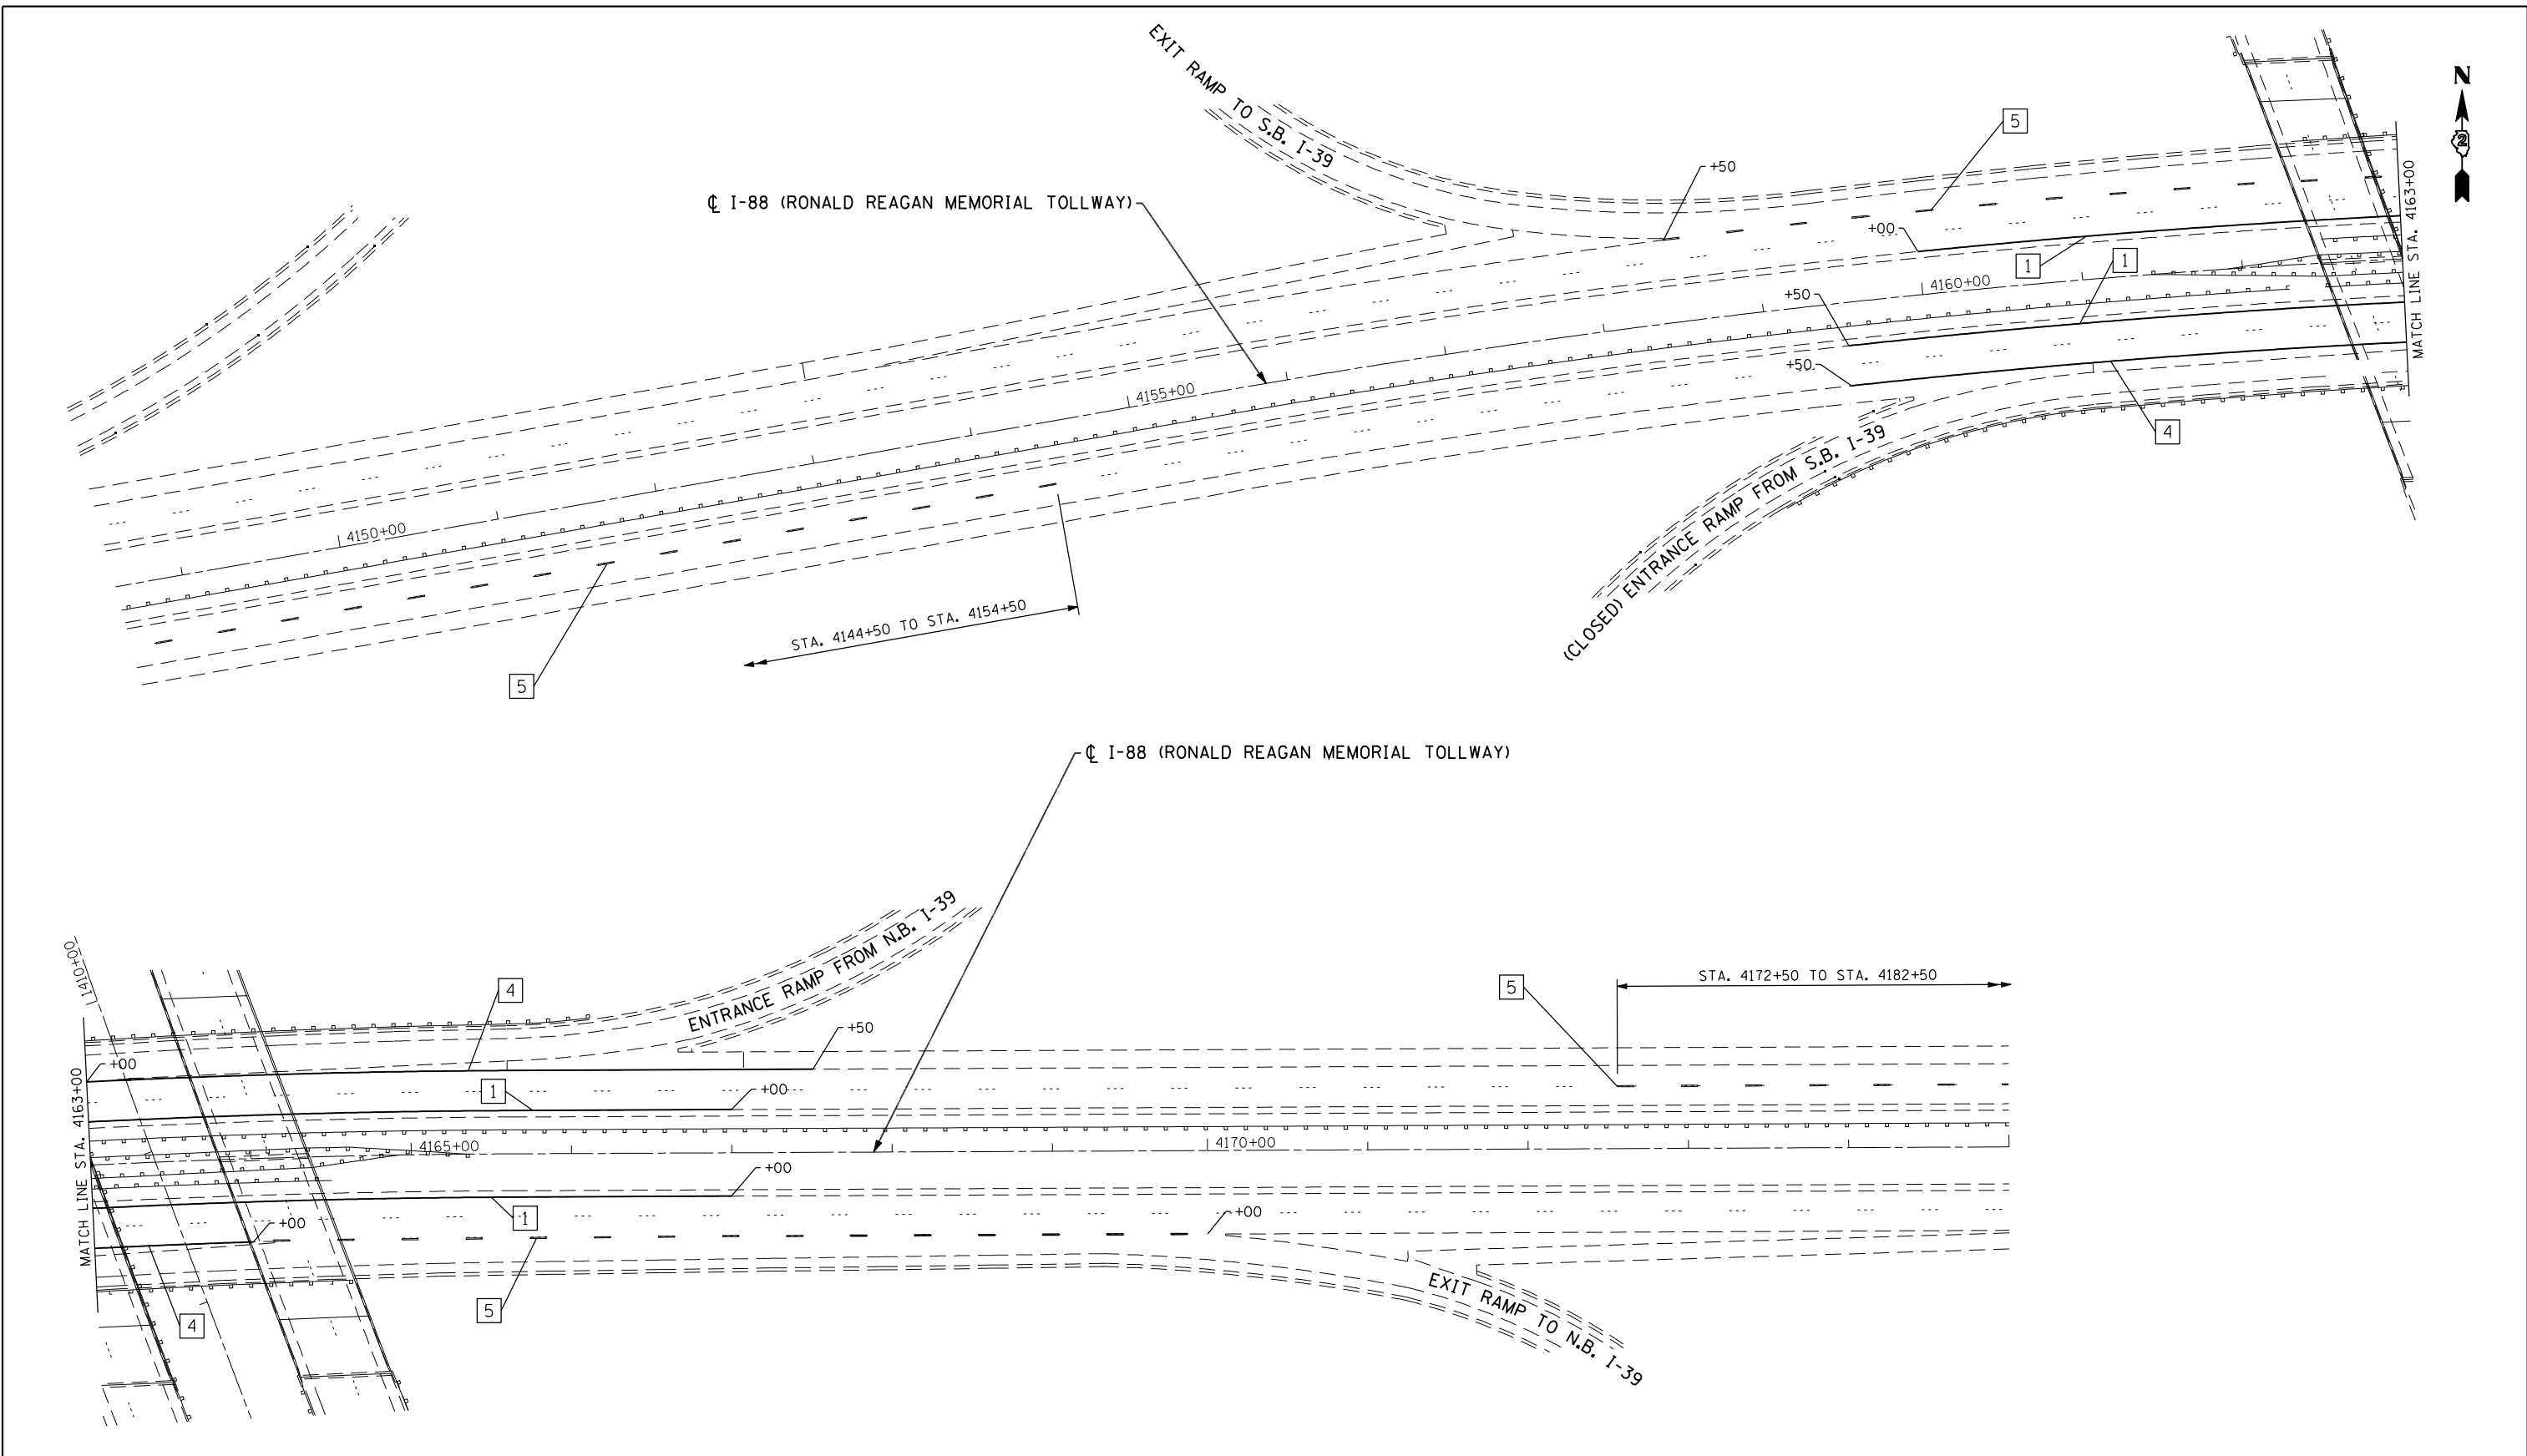 EXIT RAMP TO S.B. I-39
N
2
5
+50
℄ I-88 (RONALD REAGAN MEMORIAL TOLLWAY)
+00
1
1
MATCH LINE STA. 4163+00
4160+00
+50
+50
4155+00
4
(CLOSED) ENTRANCE RAMP FROM S.B. I-39
4150+00
STA. 4144+50 TO STA. 4154+50
5
℄ I-88 (RONALD REAGAN MEMORIAL TOLLWAY)
ENTRANCE RAMP FROM N.B. I-39
1410+00
4
5
STA. 4172+50 TO STA. 4182+50
+50
+00
1
+00
MATCH LINE STA. 4163+00
4165+00
4170+00
+00
1
+00
+00
5
4
EXIT RAMP TO N.B. I-39